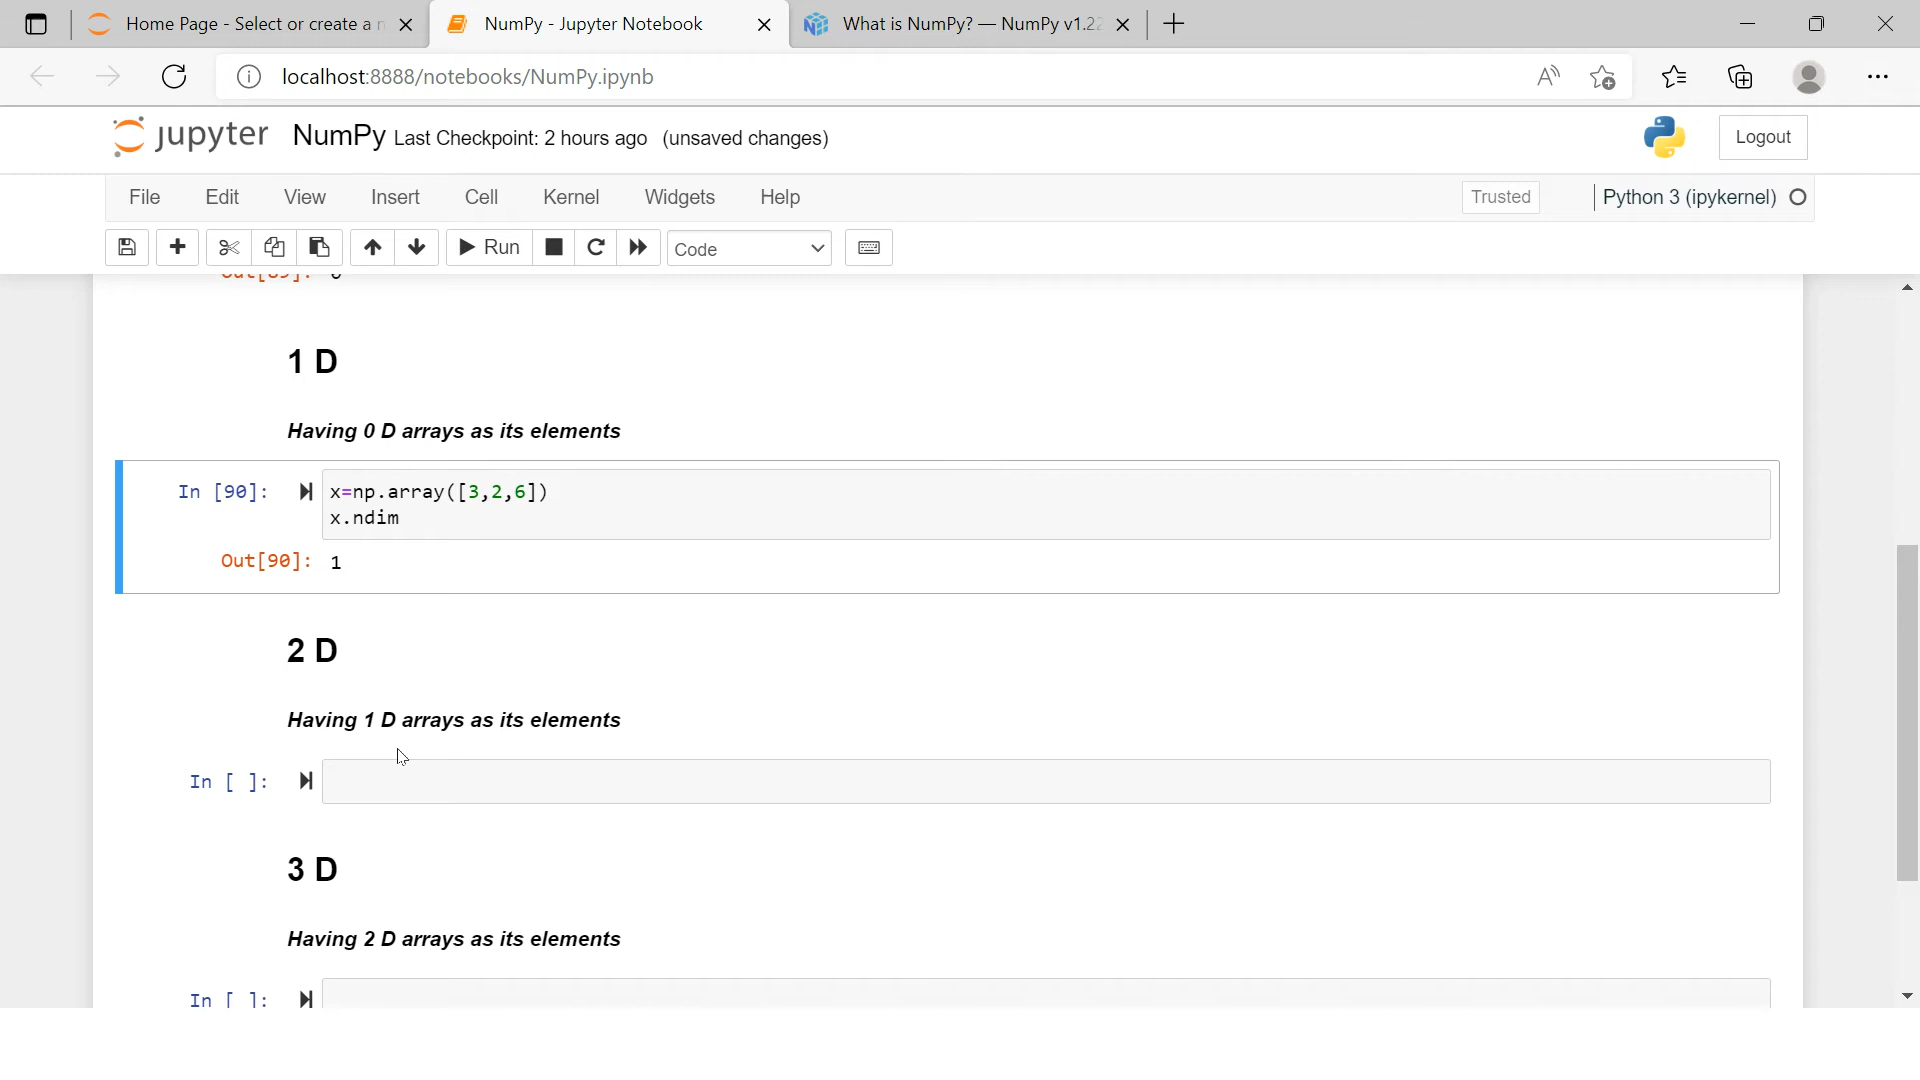 Home Page - Select or create a n
NumPy - Jupyter Notebook
What is NumPy? — NumPy v1.22
localhost:8888/notebooks/NumPy.ipynb
jupyter NumPy Last Checkpoint: 2 hours ago (unsaved changes)
Logout
File Edit View Insert Cell Kernel Widgets Help
Trusted
Python 3 (ipykernel)
Run
Code
Out[89]: 0
1 D
Having 0 D arrays as its elements
In [90]: x=np.array([3,2,6])
x.ndim
Out[90]: 1
2 D
Having 1 D arrays as its elements
In [ ]:
3 D
Having 2 D arrays as its elements
In [ ]: